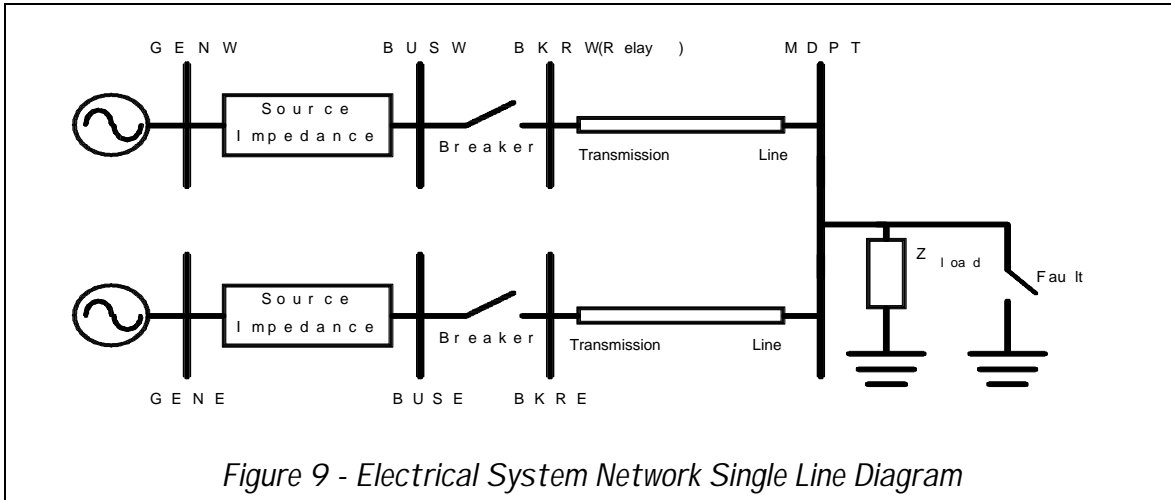 GENW BUSW BKRW(Relay) MDPT
Source
Impedance
Breaker
Transmission Line
Z load
Fault
Source
Impedance
Breaker
Transmission Line
GENE BUSE BKRE
Figure 9 - Electrical System Network Single Line Diagram